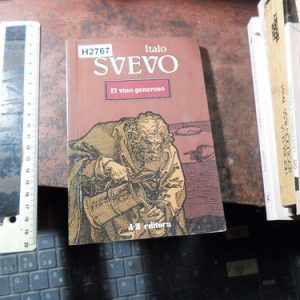 H2767
Italo
SVEVO
El vino generoso
A-Z editora